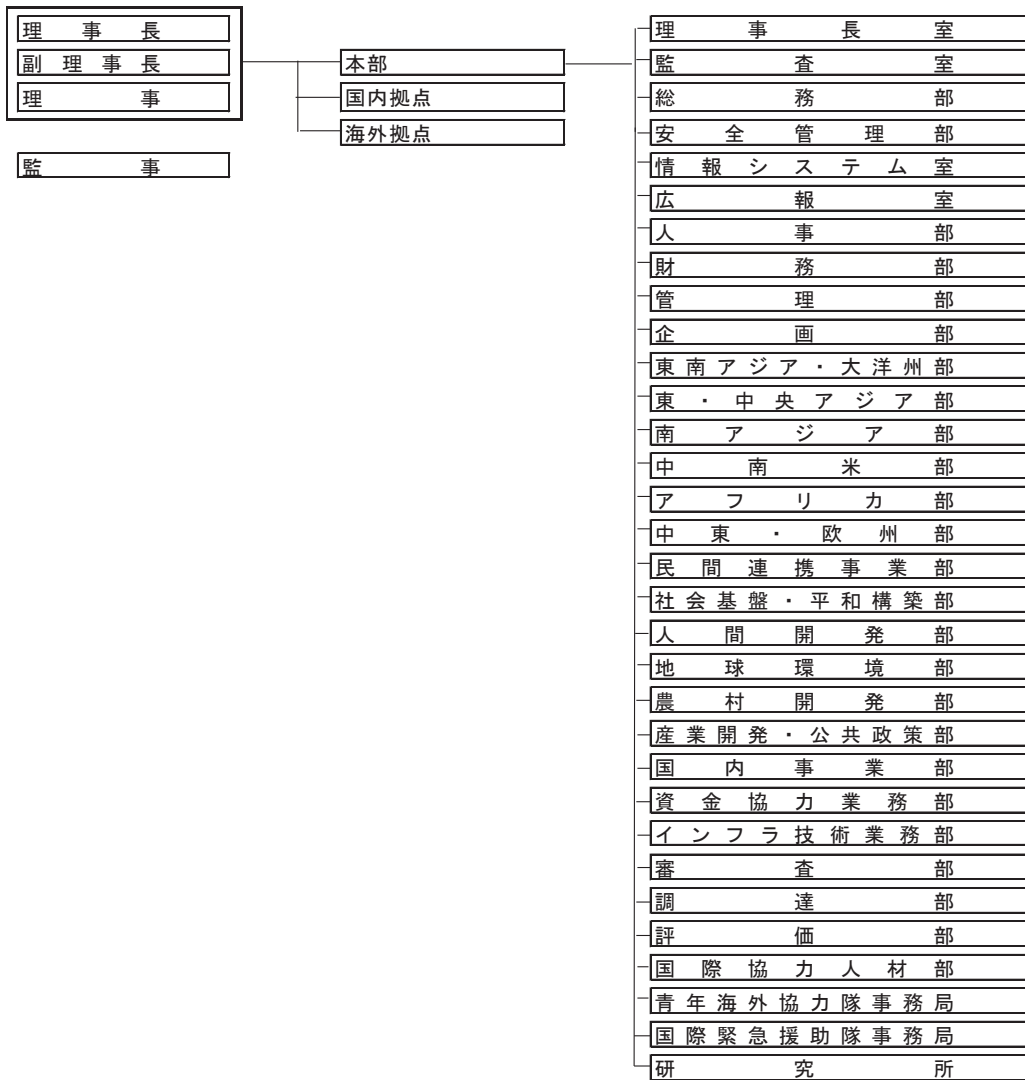 理事長
副理事長
理事
監事
本部
国内拠点
海外拠点
理事長室
監査室
総務部
安全管理部
情報システム室
広報室
人事部
財務部
管理部
企画部
東南アジア・大洋州部
東・中央アジア部
南アジア部
中南米部
アフリカ部
中東・欧州部
民間連携事業部
社会基盤・平和構築部
人間開発部
地球環境部
農村開発部
産業開発・公共政策部
国内事業部
資金協力業務部
インフラ技術業務部
審査部
調達部
評価部
国際協力人材部
青年海外協力隊事務局
国際緊急援助隊事務局
研究所